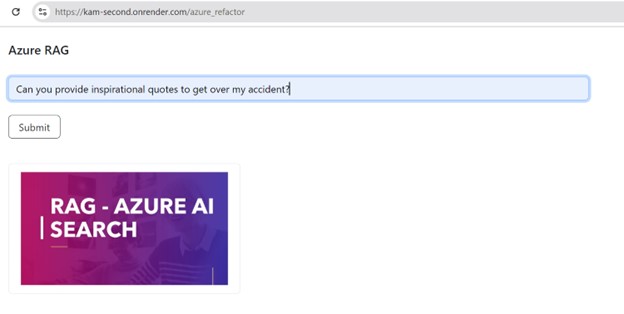 https://kam-second.onrender.com/azure_refactor
Azure RAG
Can you provide inspirational quotes to get over my accident?
Submit
RAG - AZURE AI
SEARCH